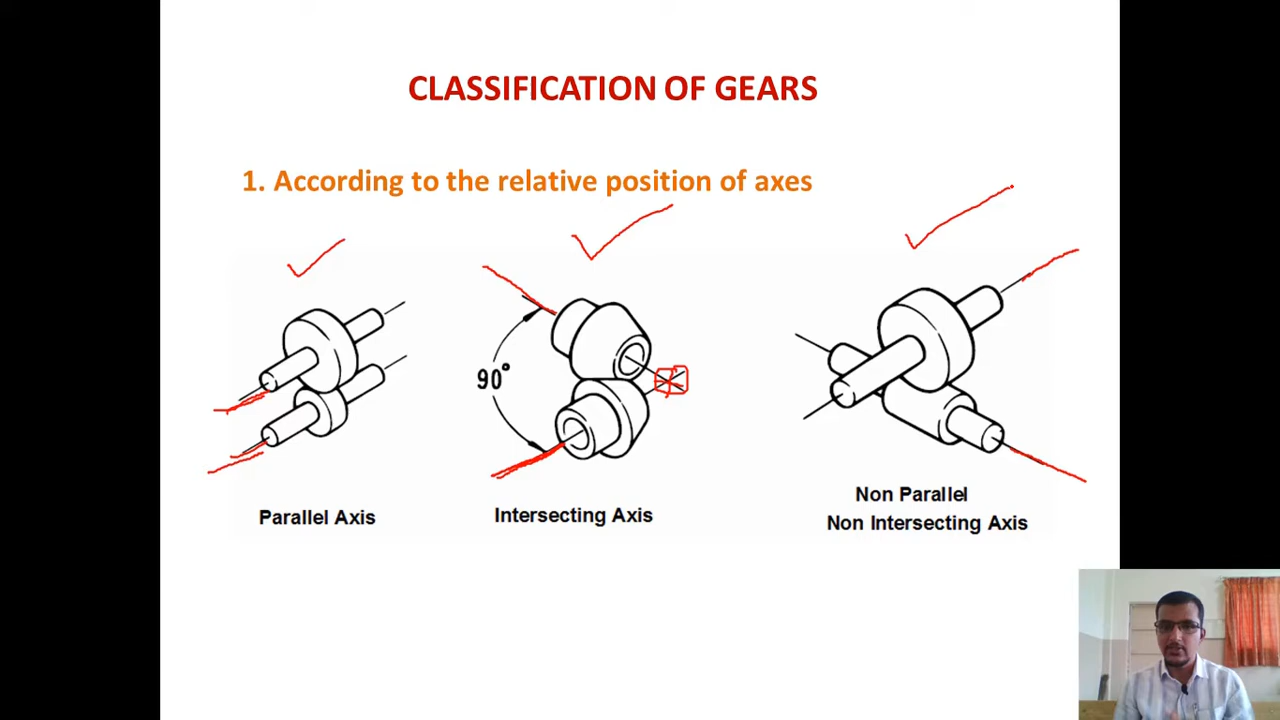 CLASSIFICATION OF GEARS
1. According to the relative position of axes
90°
Parallel Axis
Intersecting Axis
Non Parallel
Non Intersecting Axis